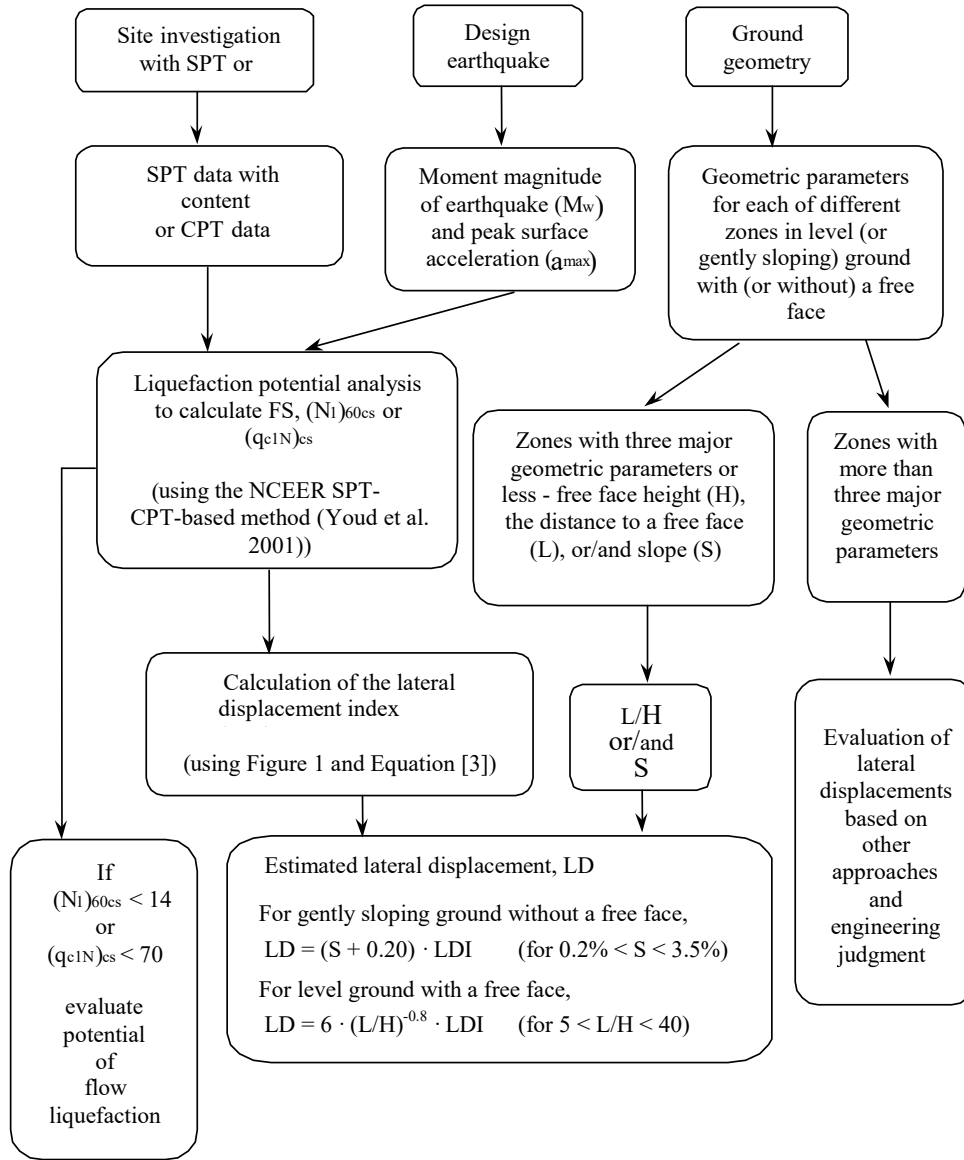 Site investigation
with SPT or
Design
earthquake
Ground
geometry
SPT data with
content
or CPT data
Moment magnitude
of earthquake (Mw)
and peak surface
acceleration (amax)
Geometric parameters
for each of different
zones in level (or
gently sloping) ground
with (or without) a free
face
Liquefaction potential analysis
to calculate FS, (N1)60cs or
(qc1N)cs
(using the NCEER SPT-
CPT-based method (Youd et al.
2001))
Zones with three major
geometric parameters or
less - free face height (H),
the distance to a free face
(L), or/and slope (S)
Zones with
more than
three major
geometric
parameters
Calculation of the lateral
displacement index
(using Figure 1 and Equation [3])
L/H
or/and
S
Evaluation of
lateral
displacements
based on
other
approaches
and
engineering
judgment
If
(N1)60cs < 14
or
(qc1N)cs < 70
evaluate
potential
of
flow
liquefaction
Estimated lateral displacement, LD
For gently sloping ground without a free face,
LD = (S + 0.20) · LDI (for 0.2% < S < 3.5%)
For level ground with a free face,
LD = 6 · (L/H)-0.8 · LDI (for 5 < L/H < 40)